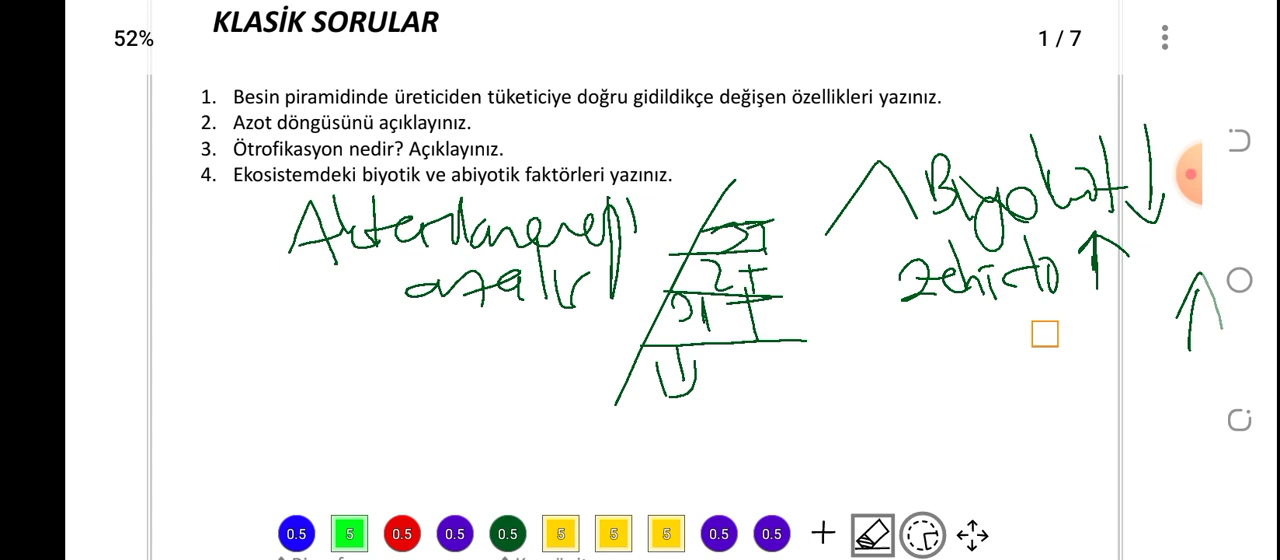 KLASİK SORULAR
52%
1 / 7
1. Besin piramidinde üreticiden tüketiciye doğru gidildikçe değişen özellikleri yazınız.
2. Azot döngüsünü açıklayınız.
3. Ötrofikasyon nedir? Açıklayınız.
4. Ekosistemdeki biyotik ve abiyotik faktörleri yazınız.
Aktarılan enerji
azalır
Ü
0.5 5 0.5 0.5 0.5 5 5 5 0.5 0.5